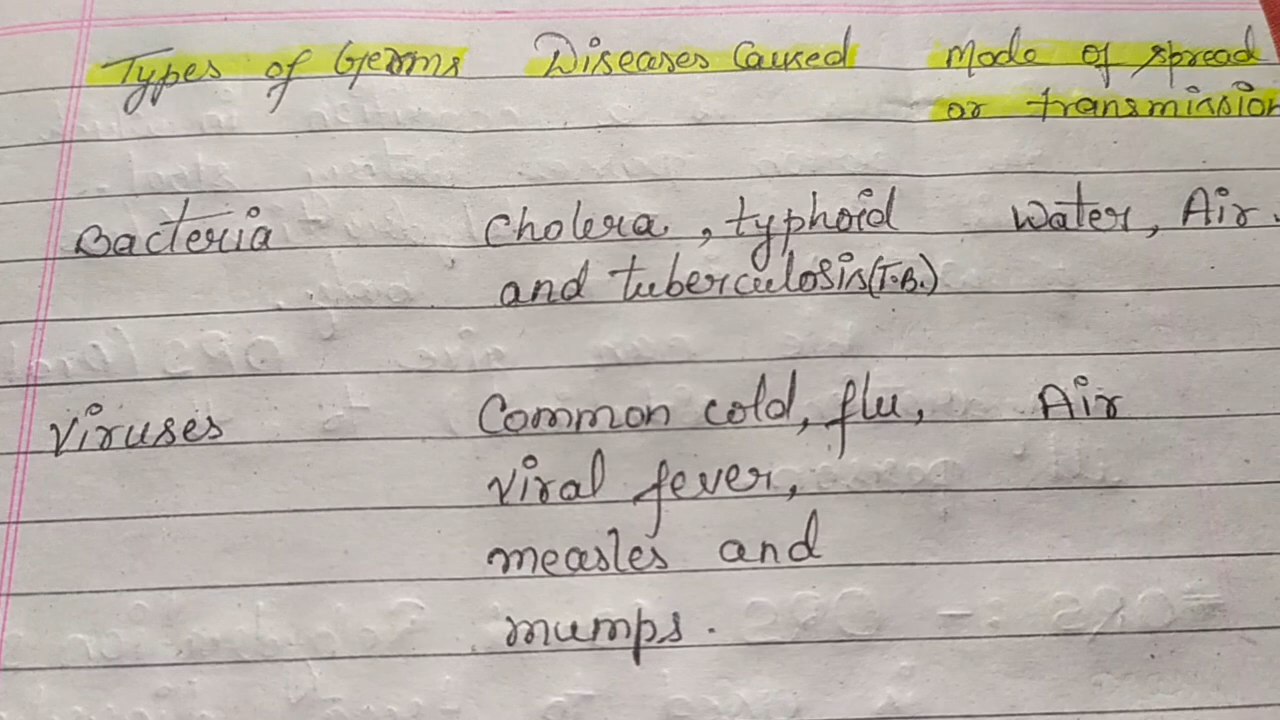 Types of Germs Diseases Caused Mode of spread
or transmission
Bacteria Cholera, typhoid Water, Air.
and tuberculosis (T.B.)
Viruses Common cold, flu, Air
Viral fever,
measles and
mumps.